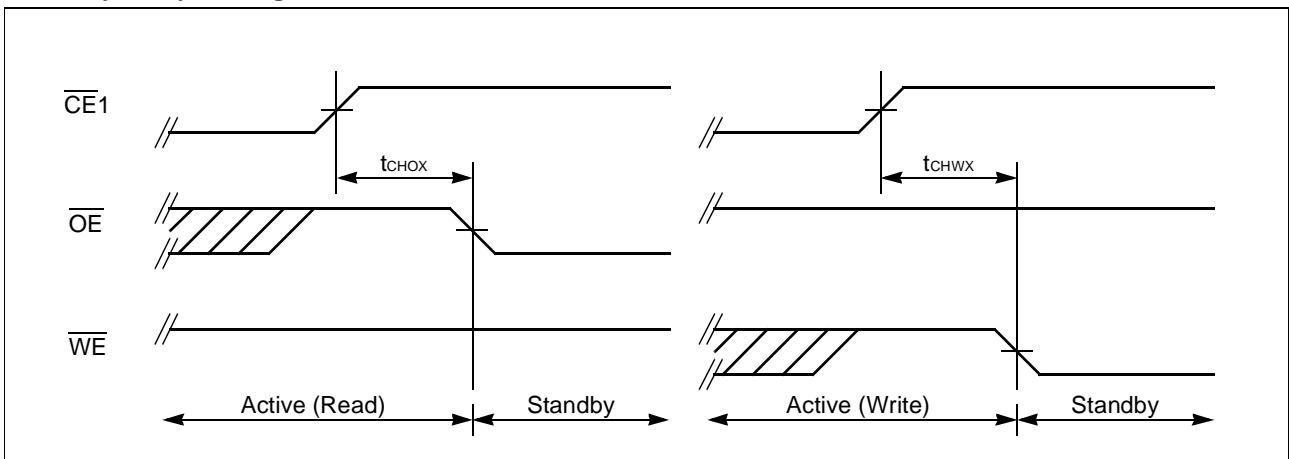 CE1
tCHOX
tCHWX
OE
WE
Active (Read)
Standby
Active (Write)
Standby